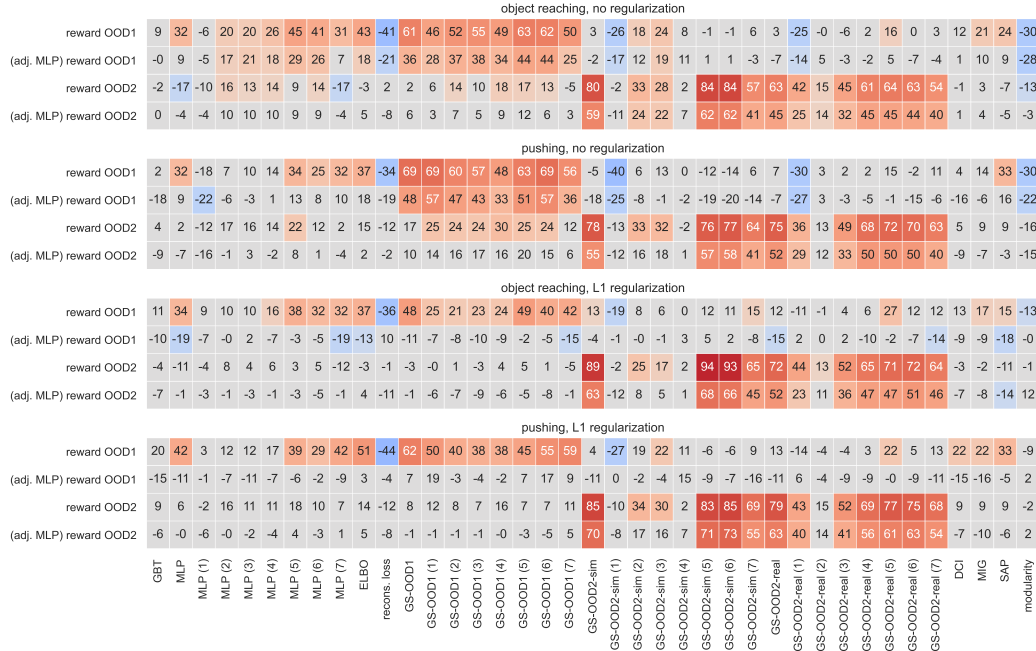 object reaching, no regularization
reward OOD1 9 32 -6 20 20 26 45 41 31 43 -41 61 46 52 55 49 63 62 50 3 -26 18 24 8 -1 -1 6 3 -25 -0 -6 2 16 0 3 12 21 24 -30
(adj. MLP) reward OOD1 -0 9 -5 17 21 18 29 26 7 18 -21 36 28 37 38 34 44 44 25 -2 -17 12 19 11 1 1 -3 -7 -14 5 -3 -2 5 -7 -4 1 10 9 -28
reward OOD2 -2 -17 -10 16 13 14 9 14 -17 -3 2 2 6 14 10 18 17 13 -5 80 -2 33 28 2 84 84 57 63 42 15 45 61 64 63 54 -1 3 -7 -13
(adj. MLP) reward OOD2 0 -4 -4 10 10 10 9 9 -4 5 -8 6 3 7 5 9 12 6 3 59 -11 24 22 7 62 62 41 45 25 14 32 45 45 44 40 1 4 -5 -3
pushing, no regularization
reward OOD1 2 32 -18 7 10 14 34 25 32 37 -34 69 69 60 57 48 63 69 56 -5 -40 6 13 0 -12 -14 6 7 -30 3 2 2 15 -2 11 4 14 33 -30
(adj. MLP) reward OOD1 -18 9 -22 -6 -3 1 13 8 10 18 -19 48 57 47 43 33 51 57 36 -18 -25 -8 -1 -2 -19 -20 -14 -7 -27 3 -3 -5 -1 -15 -6 -16 -6 16 -22
reward OOD2 4 2 -12 17 16 14 22 12 2 15 -12 17 25 24 24 30 25 24 12 78 -13 33 32 -2 76 77 64 75 36 13 49 68 72 70 63 5 9 9 -16
(adj. MLP) reward OOD2 -9 -7 -16 -1 3 -2 8 1 -4 2 -2 10 14 16 17 16 20 15 6 55 -12 16 18 1 57 58 41 52 29 12 33 50 50 50 40 -9 -7 -3 -15
object reaching, L1 regularization
reward OOD1 11 34 9 10 10 16 38 32 32 37 -36 48 25 21 23 24 49 40 42 13 -19 8 6 0 12 11 15 12 -11 -1 4 6 27 12 12 13 17 15 -13
(adj. MLP) reward OOD1 -10 -19 -7 -0 2 -7 -3 -5 -19 -13 10 -11 -7 -8 -10 -9 -2 -5 -15 -4 -1 -0 -3 -1 -5 2 -8 -15 2 0 2 -10 -2 -7 -14 -9 -9 -18 -0
reward OOD2 -4 -11 -4 8 4 6 3 5 -12 -3 -1 -3 -0 1 -3 4 5 1 -5 89 -2 25 17 2 94 93 65 72 44 13 52 65 71 72 64 -3 -2 -11 -1
(adj. MLP) reward OOD2 -7 -1 -3 -1 -3 -1 3 -3 1 3 -11 -1 -6 -7 -9 -6 -5 -8 -1 63 -12 8 5 1 68 66 45 52 23 11 36 47 47 51 46 -7 -8 -14 12
pushing, L1 regularization
reward OOD1 20 42 3 12 12 17 39 29 42 51 -44 62 50 40 38 38 45 55 59 4 -27 19 22 11 -6 -6 9 13 -14 -4 -4 3 22 5 13 22 22 33 -9
(adj. MLP) reward OOD1 -15 -11 -1 -7 -11 -7 -6 -2 -9 3 -4 7 19 -3 -4 -2 7 17 9 -11 0 -2 4 15 -9 -7 -16 -11 6 -4 -9 -9 -0 -9 -11 -15 -16 -5 2
reward OOD2 9 6 -2 16 11 11 18 10 7 14 -12 8 12 8 7 16 7 7 11 85 -10 34 30 2 83 85 69 79 43 15 52 69 77 75 68 9 9 9 -2
(adj. MLP) reward OOD2 -6 -0 -6 -0 -2 -4 4 -3 1 5 -8 -1 -1 -1 -1 -0 -3 -5 5 70 -8 17 16 7 71 73 55 63 40 14 41 56 61 63 54 -7 -10 -6 2
GBT MLP MLP (1) MLP (2) MLP (3) MLP (4) MLP (5) MLP (6) MLP (7) ELBO recons. loss GS-OOD1 GS-OOD1 (1) GS-OOD1 (2) GS-OOD1 (3) GS-OOD1 (4) GS-OOD1 (5) GS-OOD1 (6) GS-OOD1 (7) GS-OOD2-sim GS-OOD2-sim (1) GS-OOD2-sim (2) GS-OOD2-sim (3) GS-OOD2-sim (4) GS-OOD2-sim (5) GS-OOD2-sim (6) GS-OOD2-sim (7) GS-OOD2-real GS-OOD2-real (1) GS-OOD2-real (2) GS-OOD2-real (3) GS-OOD2-real (4) GS-OOD2-real (5) GS-OOD2-real (6) GS-OOD2-real (7) DCI MIG SAP modularity